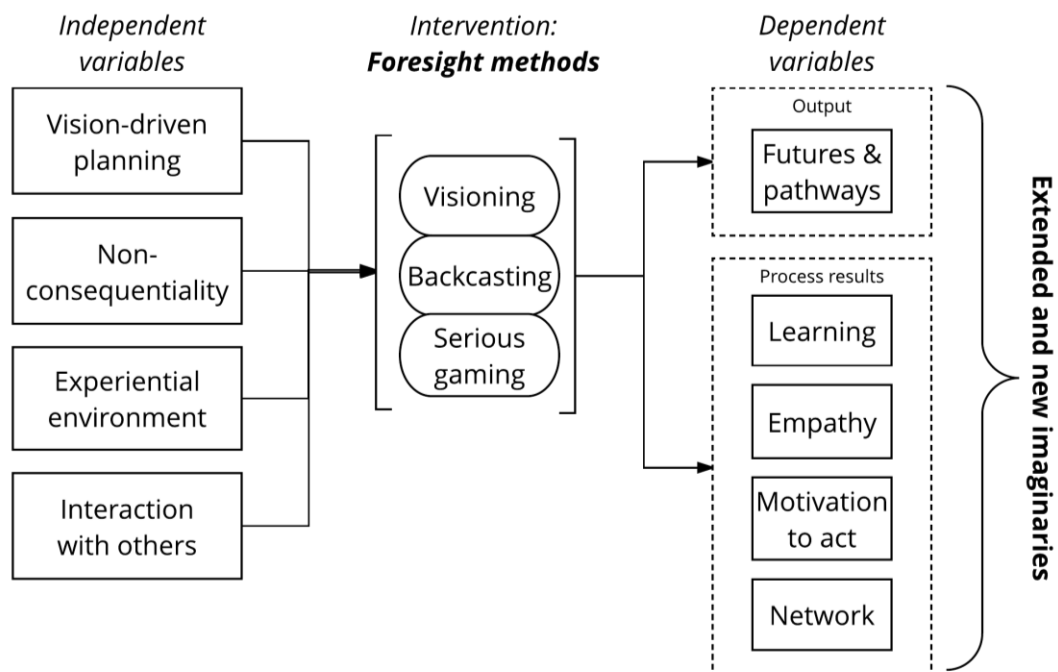 Independent
variables
Vision-driven
planning
Non-
consequentiality
Experiential
environment
Interaction
with others
Intervention:
Foresight methods
Visioning
Backcasting
Serious
gaming
Dependent
variables
Output
Futures &
pathways
Process results
Learning
Empathy
Motivation
to act
Network
Extended and new imaginaries